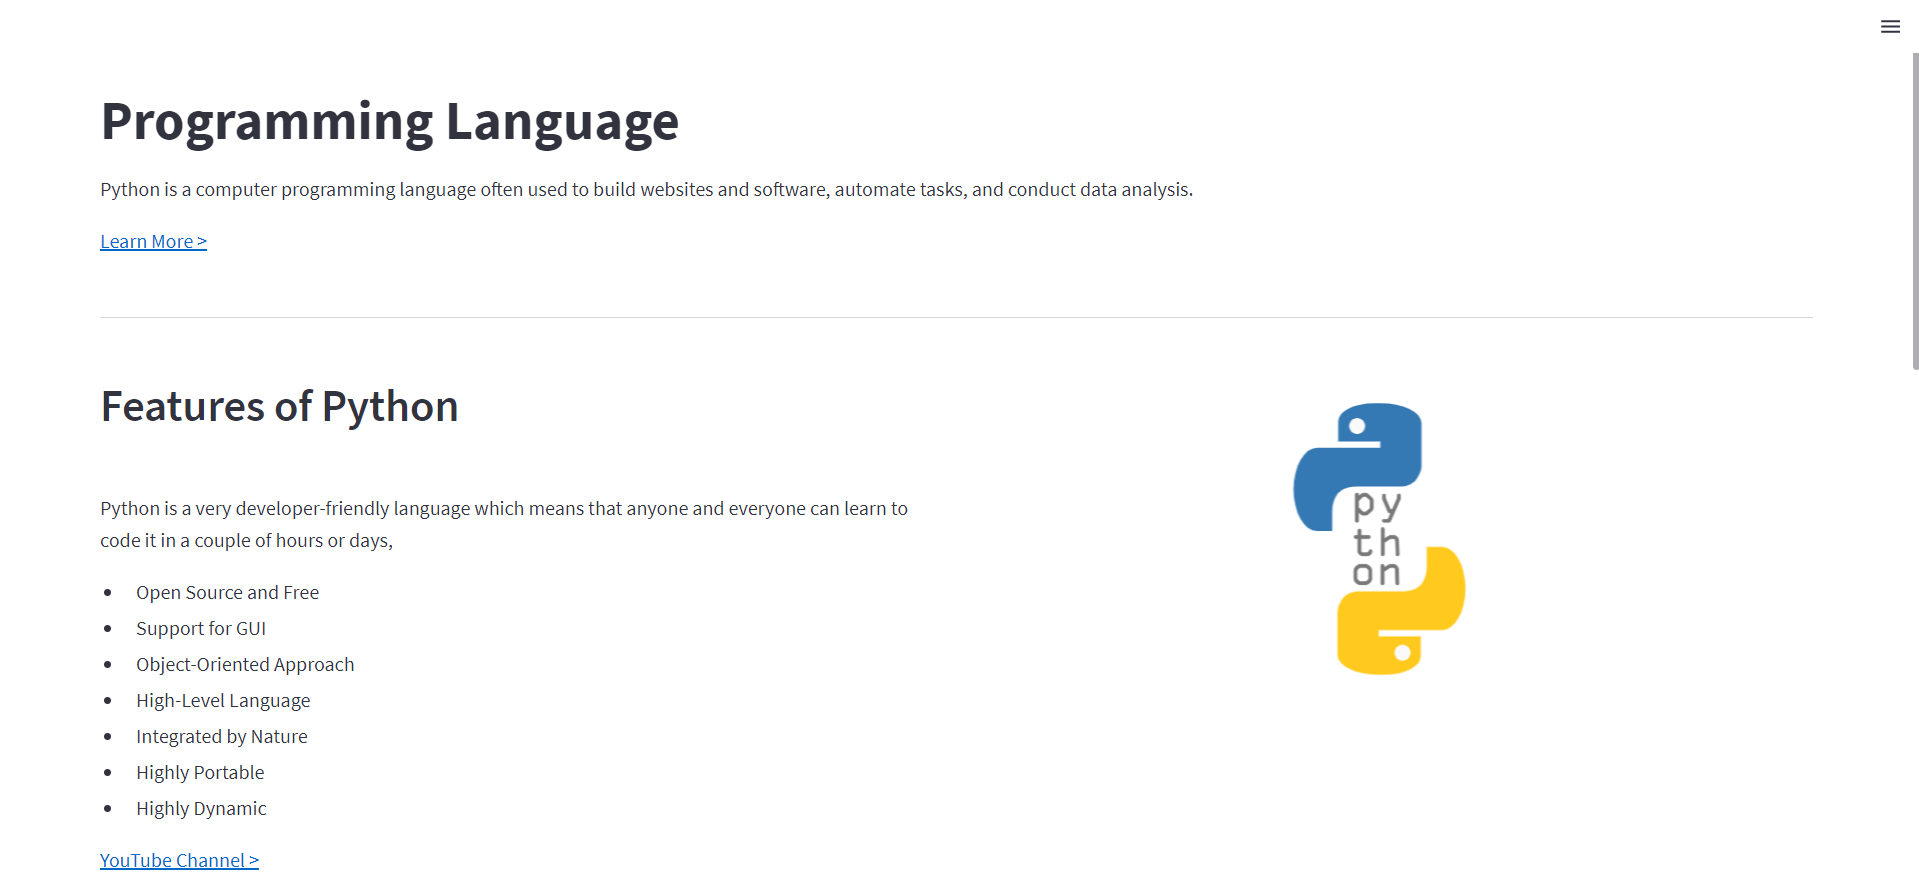 Programming Language
Python is a computer programming language often used to build websites and software, automate tasks, and conduct data analysis.
Learn More >
Features of Python
Python is a very developer-friendly language which means that anyone and everyone can learn to
code it in a couple of hours or days,
Open Source and Free
Support for GUI
Object-Oriented Approach
High-Level Language
Integrated by Nature
Highly Portable
Highly Dynamic
YouTube Channel >
py
th
on